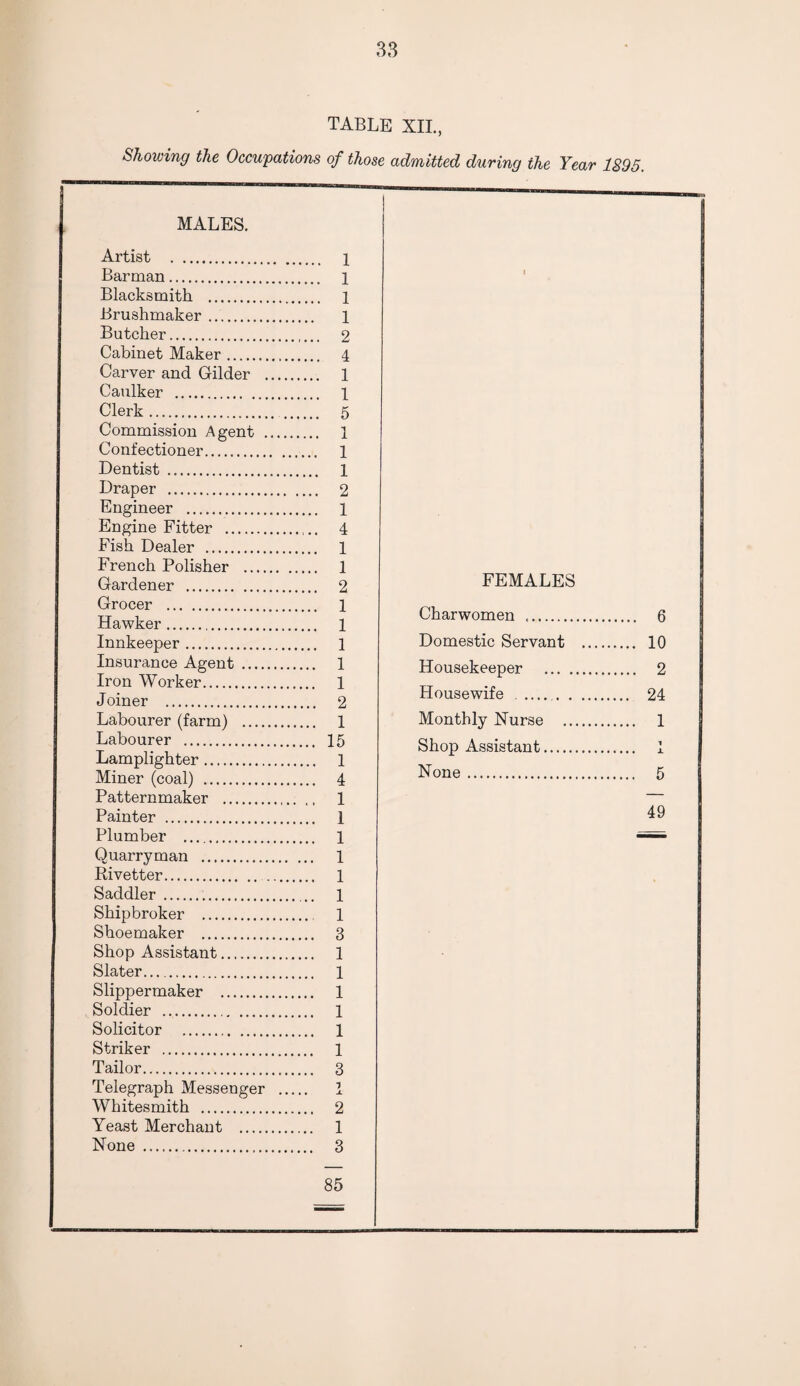 33
TABLE XII.,
Showing the Occupations of those admitted during the Year 1895.
MALES.
Artist ........................ 1
Barman........................ 1
Blacksmith ........................ 1
Brushmaker ........................ 1
Butcher........................ 2
Cabinet Maker ........................ 4
Carver and Gilder ......... 1
Caulker ........................ 1
Clerk ........................ 5
Commission Agent ......... 1
Confectioner........................ 1
Dentist ........................ 1
Draper ........................ 2
Engineer ........................ 1
Engine Fitter ........................ 4
Fish Dealer ........................ 1
French Polisher ............ 1
Gardener ........................ 2
Grocer ........................ 1
Hawker ........................ 1
Innkeeper ........................ 1
Insurance Agent ............ 1
Iron Worker........................ 1
Joiner ........................ 2
Labourer (farm) ............ 1
Labourer ........................ 15
Lamplighter ........................ 1
Miner (coal) ........................ 4
Patternmaker ............... 1
Painter ........................ 1
Plumber ........................ 1
Quarryman ........................ 1
Rivetter........................ 1
Saddler ........................ 1
Shipbroker ........................ 1
Shoemaker ........................ 3
Shop Assistant............... 1
Slater........................ 1
Slippermaker ............... 1
Soldier ........................ 1
Solicitor ........................ 1
Striker ........................ 1
Tailor........................ 3
Telegraph Messenger ..... 1
Whitesmith ........................ 2
Yeast Merchant ............ 1
None ........................ 3
85
FEMALES
Charwomen ........................ 6
Domestic Servant ......... 10
Housekeeper ............... 2
Housewife ........................ 24
Monthly Nurse ............ 1
Shop Assistant............... 1
None ........................ 5
49